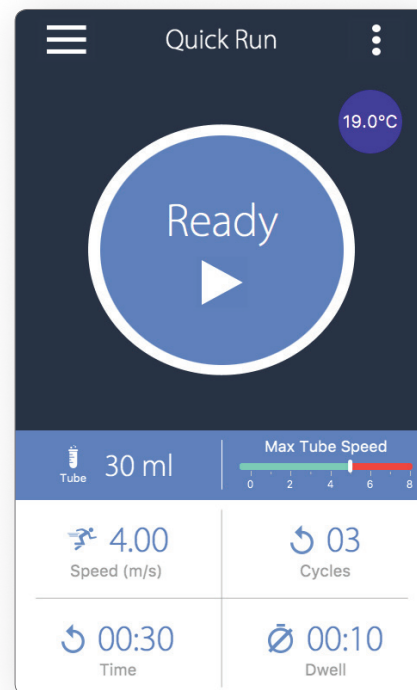 Quick Run
19.0°C
Ready
Tube
30 ml
Max Tube Speed
0 2 4 6 8
4.00
Speed (m/s)
03
Cycles
00:30
Time
00:10
Dwell